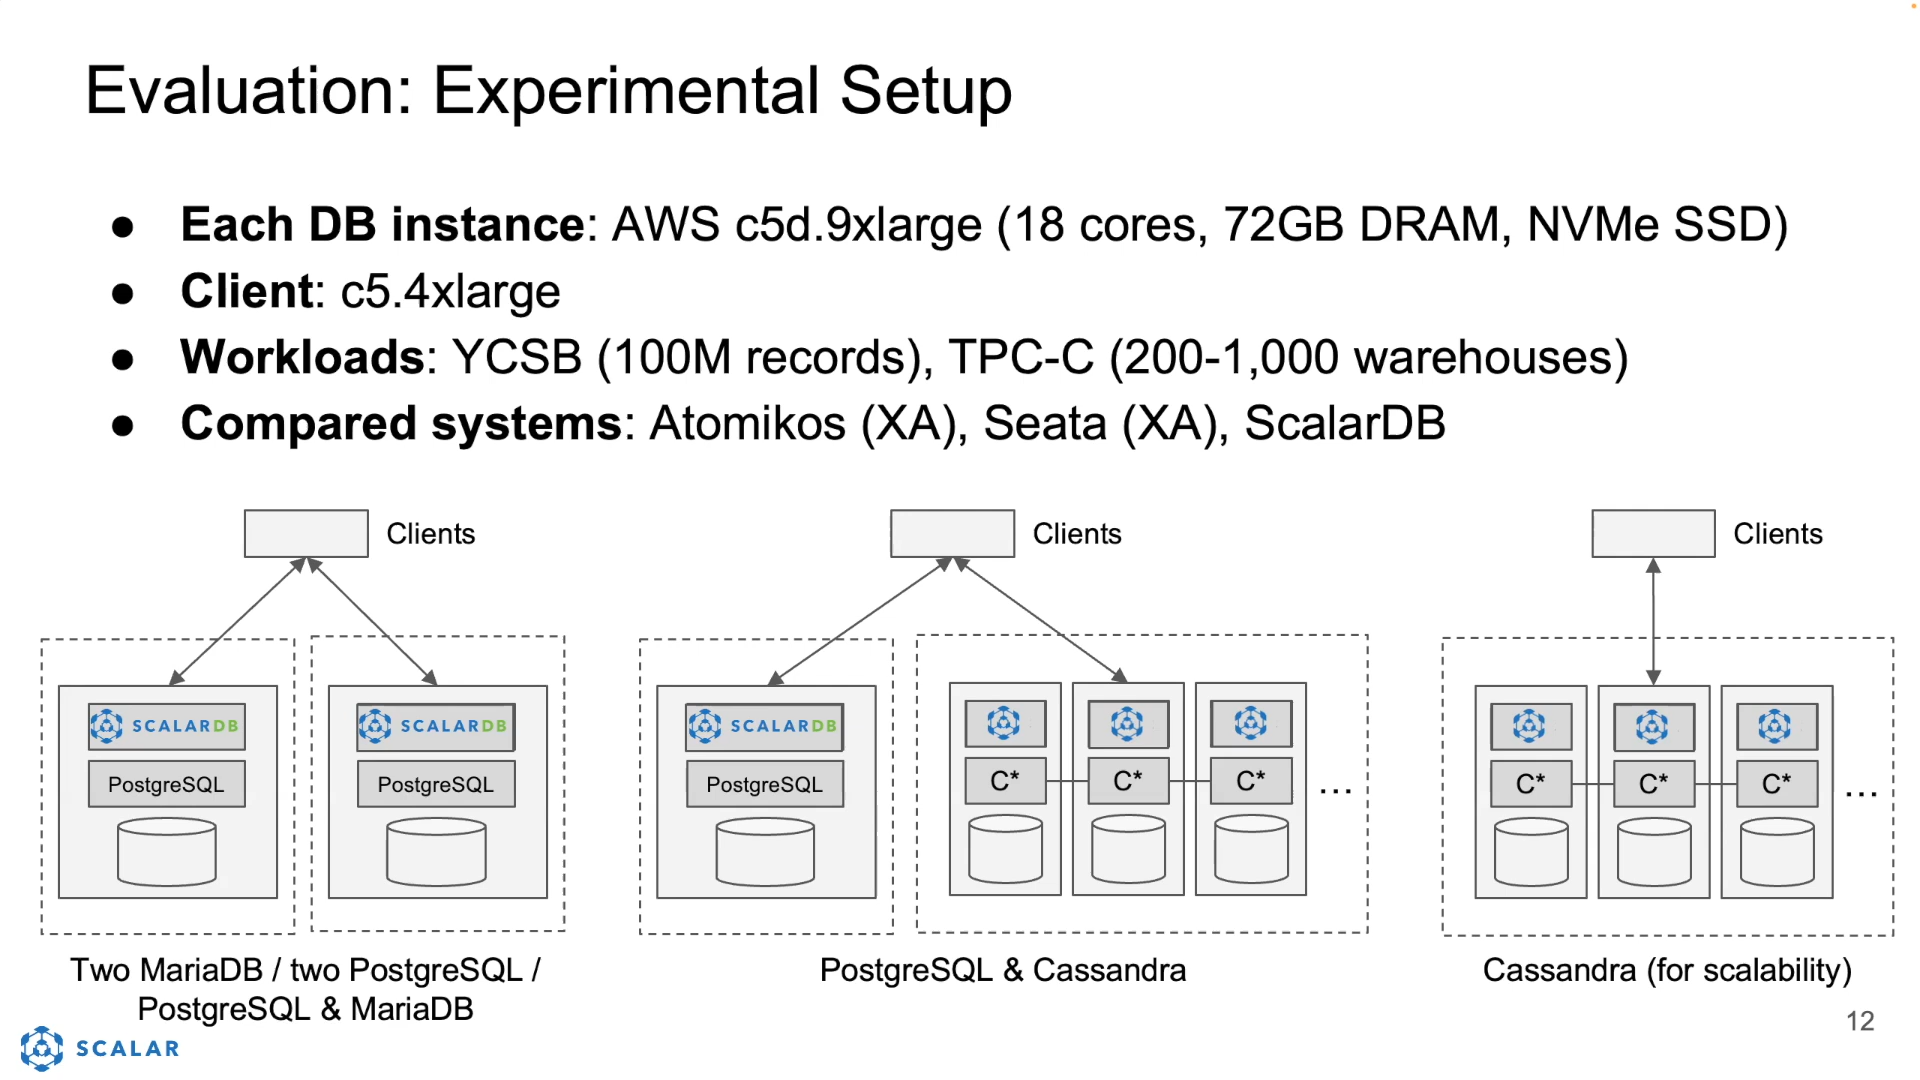 Evaluation: Experimental Setup
● Each DB instance: AWS c5d.9xlarge (18 cores, 72GB DRAM, NVMe SSD)
● Client: c5.4xlarge
● Workloads: YCSB (100M records), TPC-C (200-1,000 warehouses)
● Compared systems: Atomikos (XA), Seata (XA), ScalarDB
Clients
SCALARDB
PostgreSQL
SCALARDB
PostgreSQL
Two MariaDB / two PostgreSQL /
PostgreSQL & MariaDB
Clients
SCALARDB
PostgreSQL
C*
C*
C*
...
PostgreSQL & Cassandra
Clients
C*
C*
C*
...
Cassandra (for scalability)
SCALAR
12